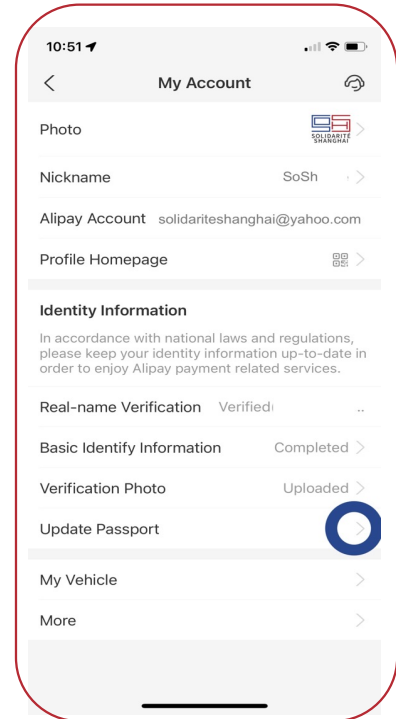 10:51
My Account
Photo
SOLIDARITÉ
SHANGHAI
Nickname SoSh
Alipay Account solidariteshanghai@yahoo.com
Profile Homepage
Identity Information
In accordance with national laws and regulations,
please keep your identity information up-to-date in
order to enjoy Alipay payment related services.
Real-name Verification Verified ..
Basic Identify Information Completed
Verification Photo Uploaded
Update Passport
My Vehicle
More